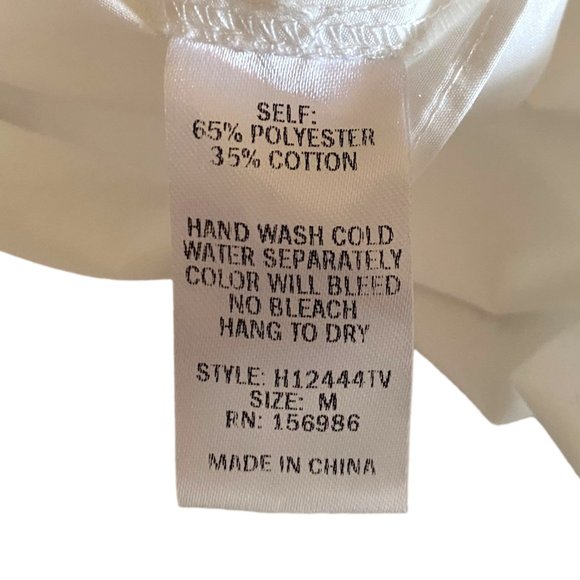 SELF:
65% POLYESTER
35% COTTON
HAND WASH COLD
WATER SEPARATELY
COLOR WILL BLEED
NO BLEACH
HANG TO DRY
STYLE: H12444TV
SIZE: M
RN: 156986
MADE IN CHINA